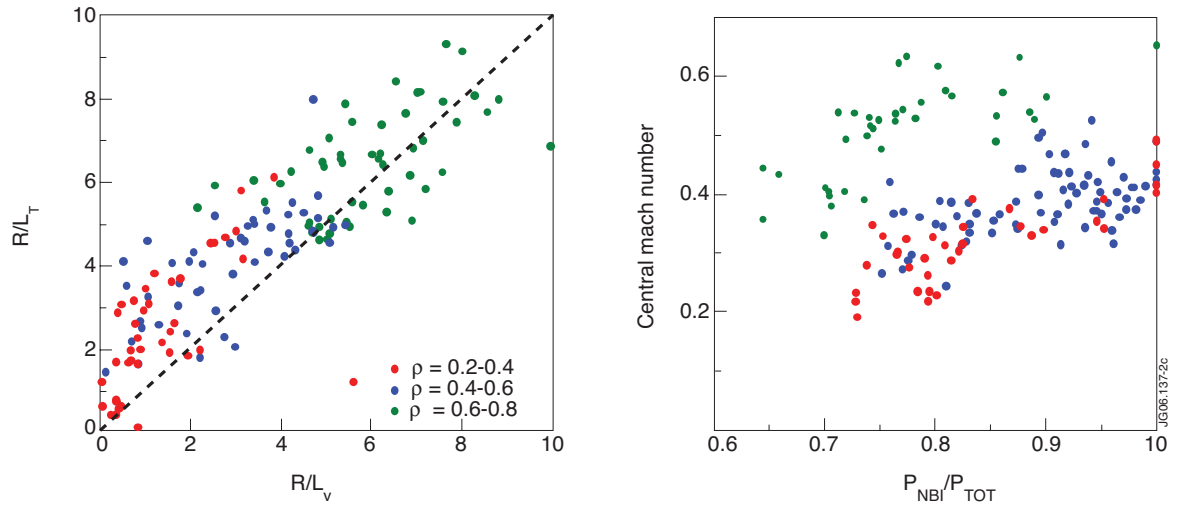 10
8
6
4
2
0
R/L_T
0
2
4
6
8
10
R/L_v
ρ = 0.2-0.4
ρ = 0.4-0.6
ρ = 0.6-0.8
0.6
0.4
0.2
Central mach number
0.6
0.7
0.8
0.9
10
P_NBI/P_TOT
JG06.137-2c